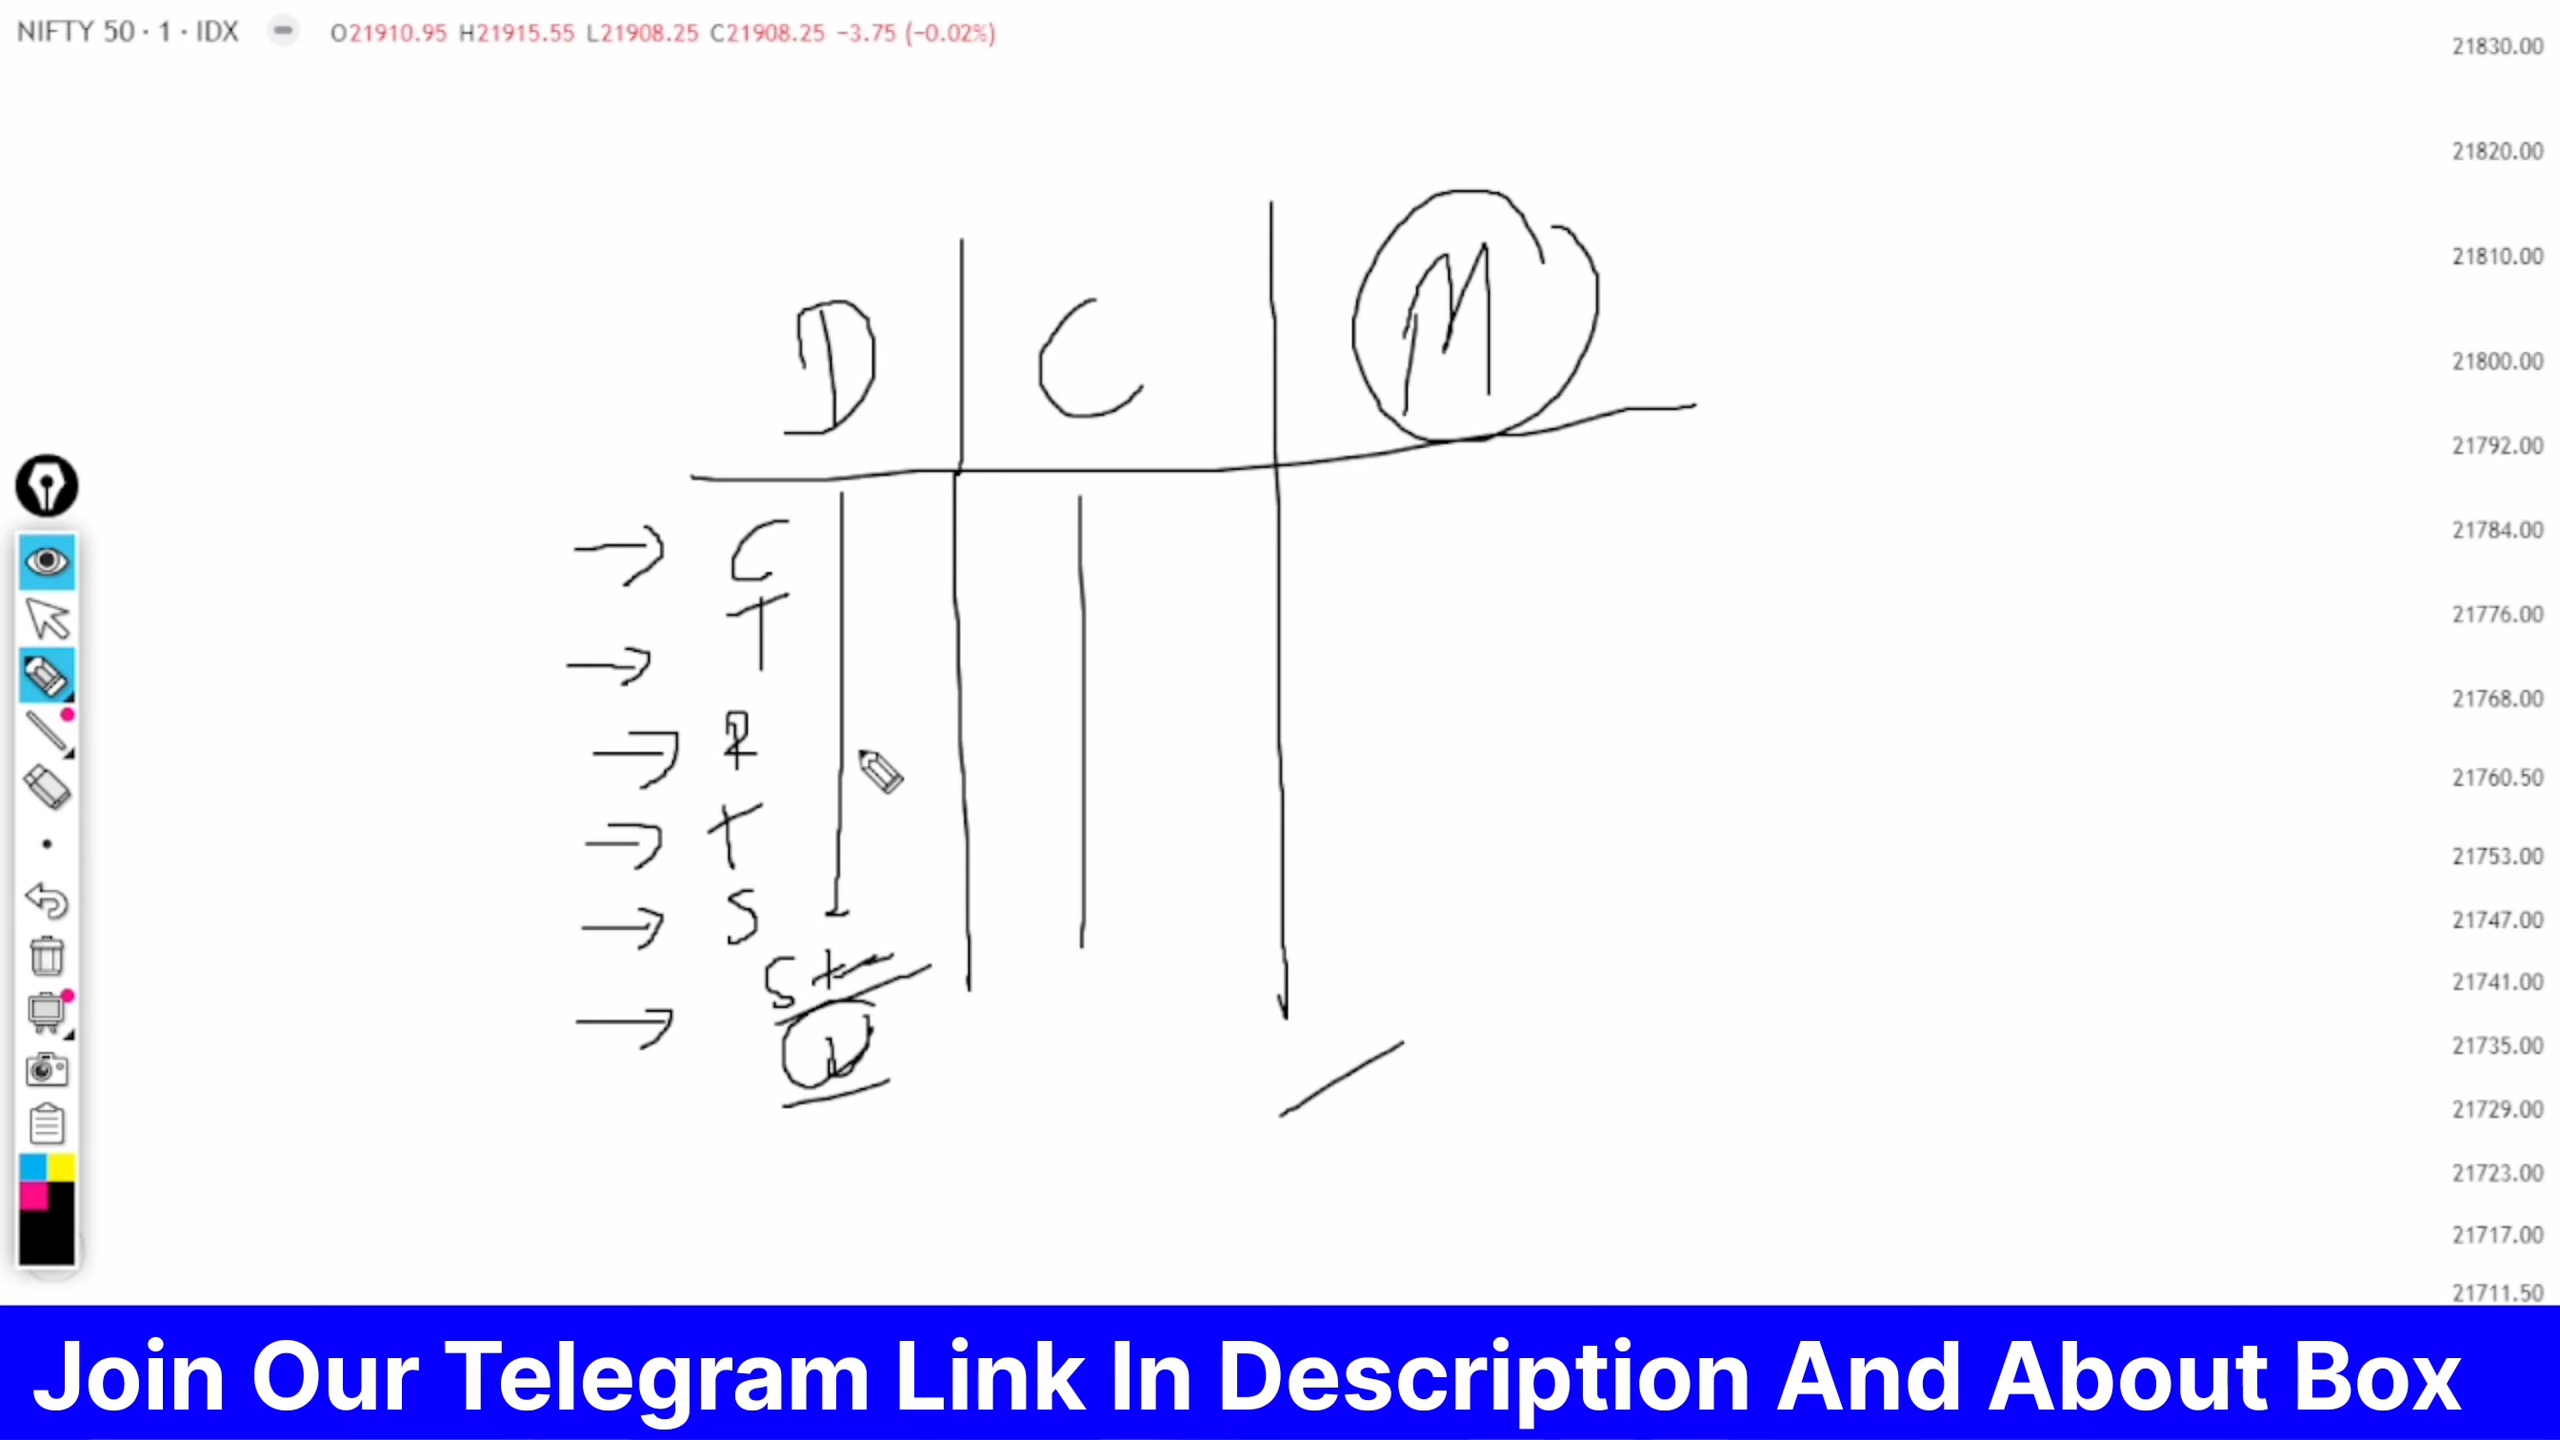 NIFTY 50 · 1 · IDX O21910.95 H21915.55 L21908.25 C21908.25 −3.75 (−0.02%)
21830.00
21820.00
21810.00
21800.00
21792.00
21784.00
21776.00
21768.00
21760.50
21753.00
21747.00
21741.00
21735.00
21729.00
21723.00
21717.00
21711.50
D C M
C
T
T
S
Join Our Telegram Link In Description And About Box